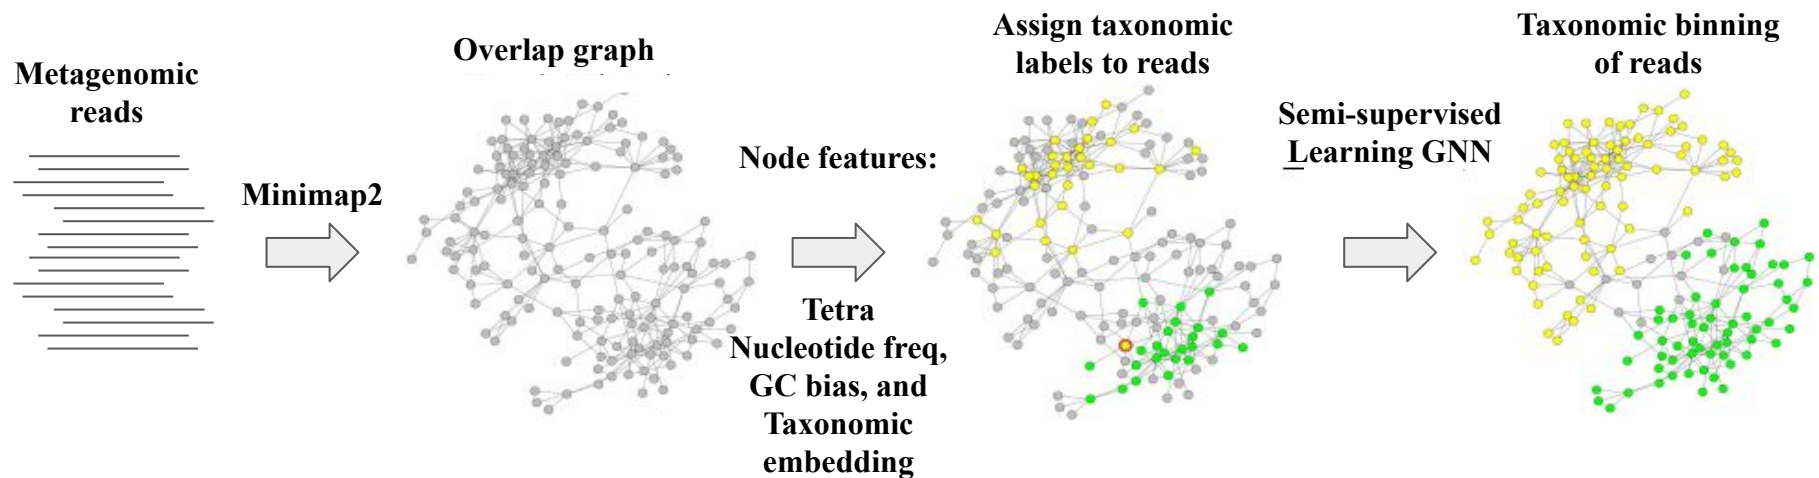 Metagenomic
reads
Minimap2
Overlap graph
Node features:
Tetra
Nucleotide freq,
GC bias, and
Taxonomic
embedding
Assign taxonomic
labels to reads
Semi-supervised
Learning GNN
Taxonomic binning
of reads